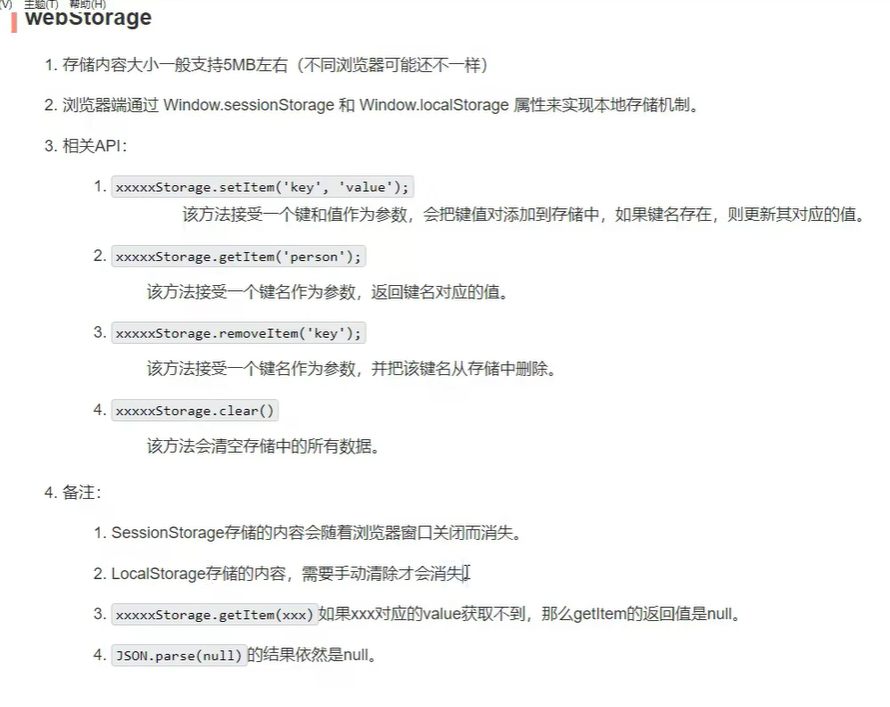 (V) 主题(T) 帮助(H)
webStorage
1. 存储内容大小一般支持5MB左右（不同浏览器可能还不一样）
2. 浏览器端通过 Window.sessionStorage 和 Window.localStorage 属性来实现本地存储机制。
3. 相关API：
1. xxxxxStorage.setItem('key', 'value');
该方法接受一个键和值作为参数，会把键值对添加到存储中，如果键名存在，则更新其对应的值。
2. xxxxxStorage.getItem('person');
该方法接受一个键名作为参数，返回键名对应的值。
3. xxxxxStorage.removeItem('key');
该方法接受一个键名作为参数，并把该键名从存储中删除。
4. xxxxxStorage.clear()
该方法会清空存储中的所有数据。
4. 备注：
1. SessionStorage存储的内容会随着浏览器窗口关闭而消失。
2. LocalStorage存储的内容，需要手动清除才会消失
3. xxxxxStorage.getItem(xxx)如果xxx对应的value获取不到，那么getItem的返回值是null。
4. JSON.parse(null)的结果依然是null。